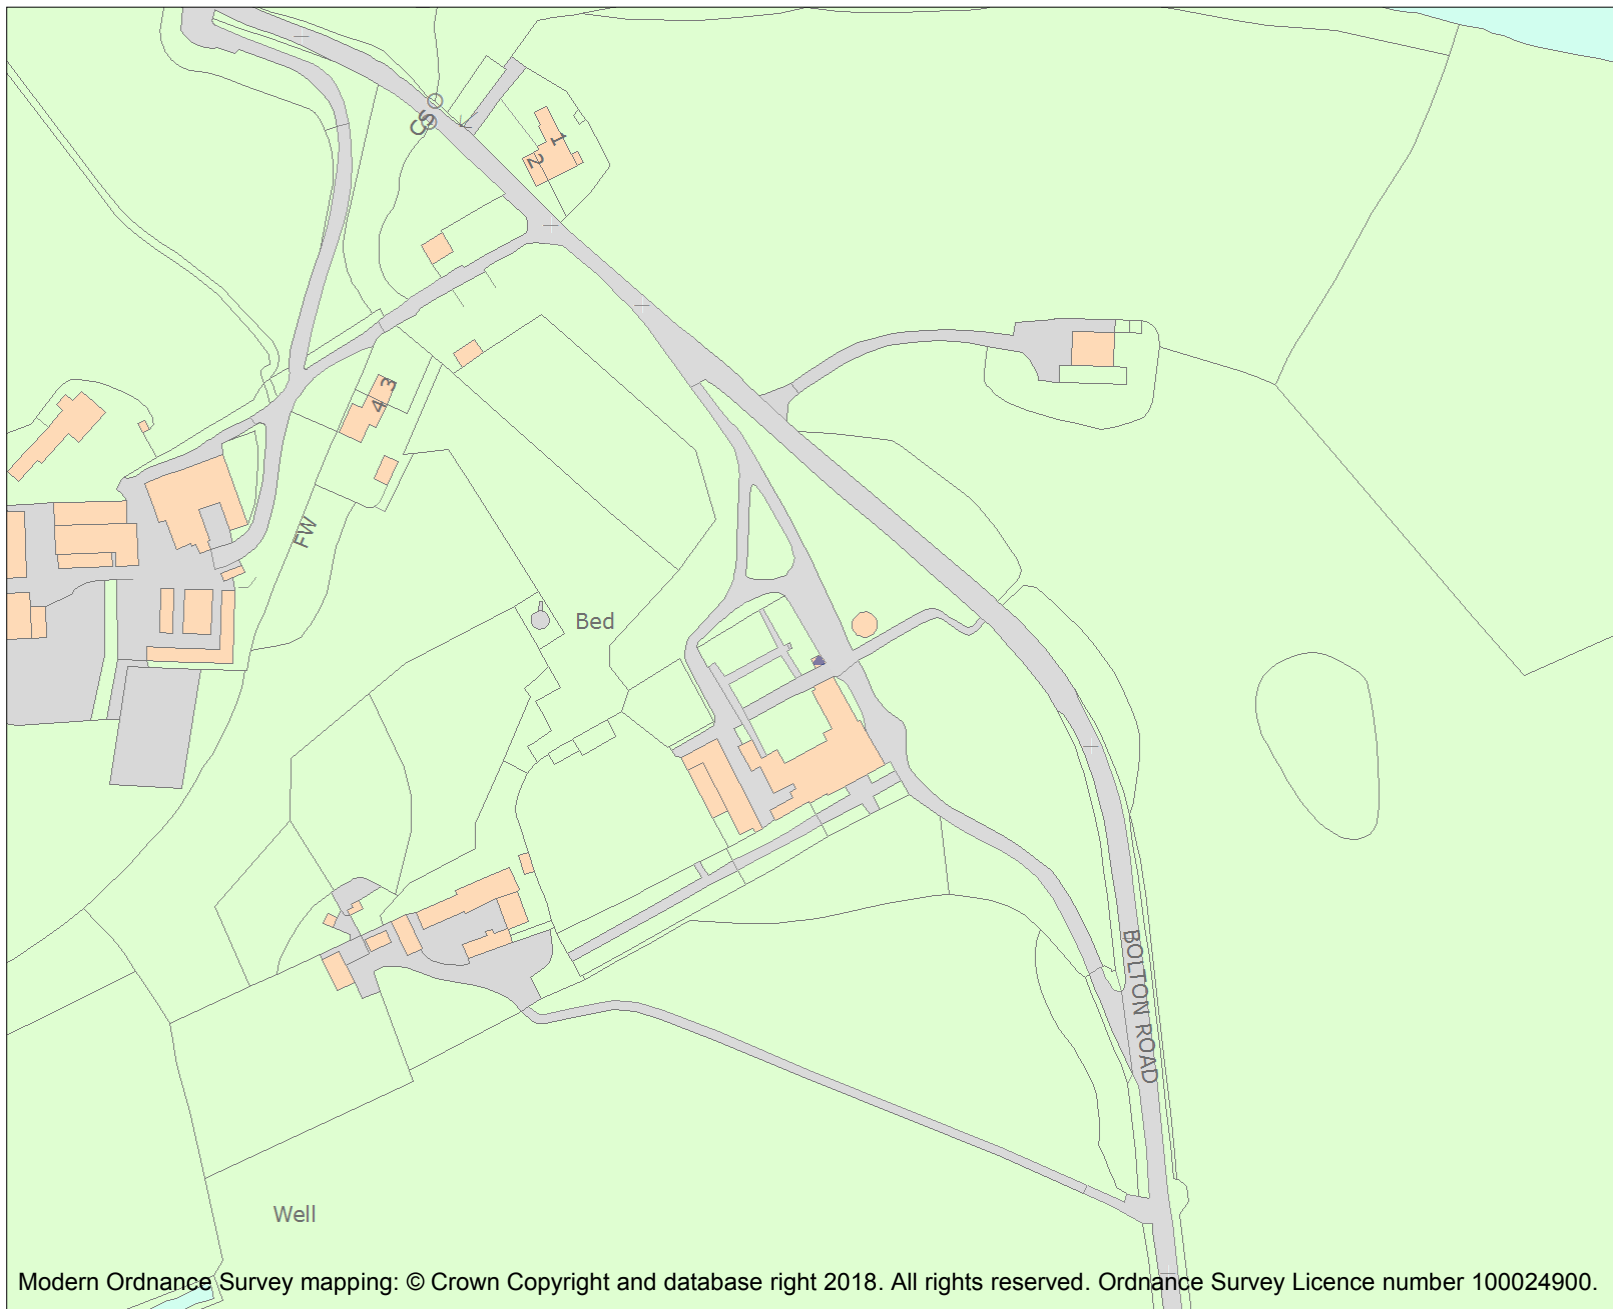 CS
1
2
3
4
FW
Bed
BOLTON ROAD
Well
Modern Ordnance Survey mapping: © Crown Copyright and database right 2018. All rights reserved. Ordnance Survey Licence number 100024900.